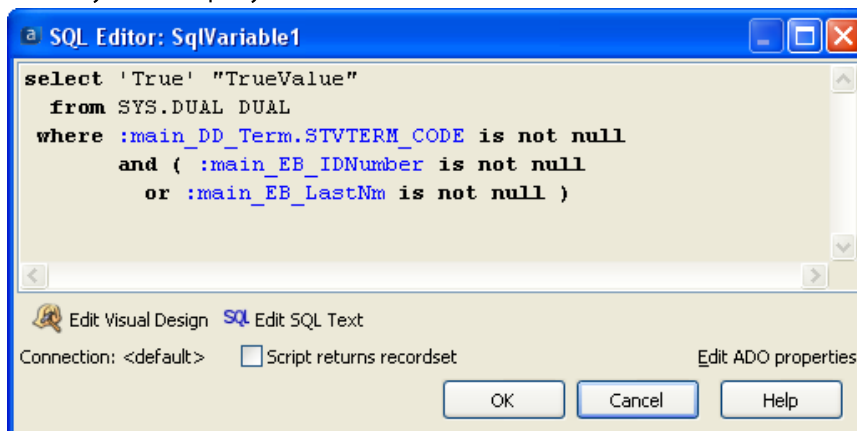 SQL Editor: SqlVariable1
select 'True' "TrueValue"
from SYS.DUAL DUAL
where :main_DD_Term.STVTERM_CODE is not null
and ( :main_EB_IDNumber is not null
or :main_EB_LastNm is not null )
Edit Visual Design SQL Edit SQL Text
Connection: <default> Script returns recordset Edit ADO properties
OK Cancel Help